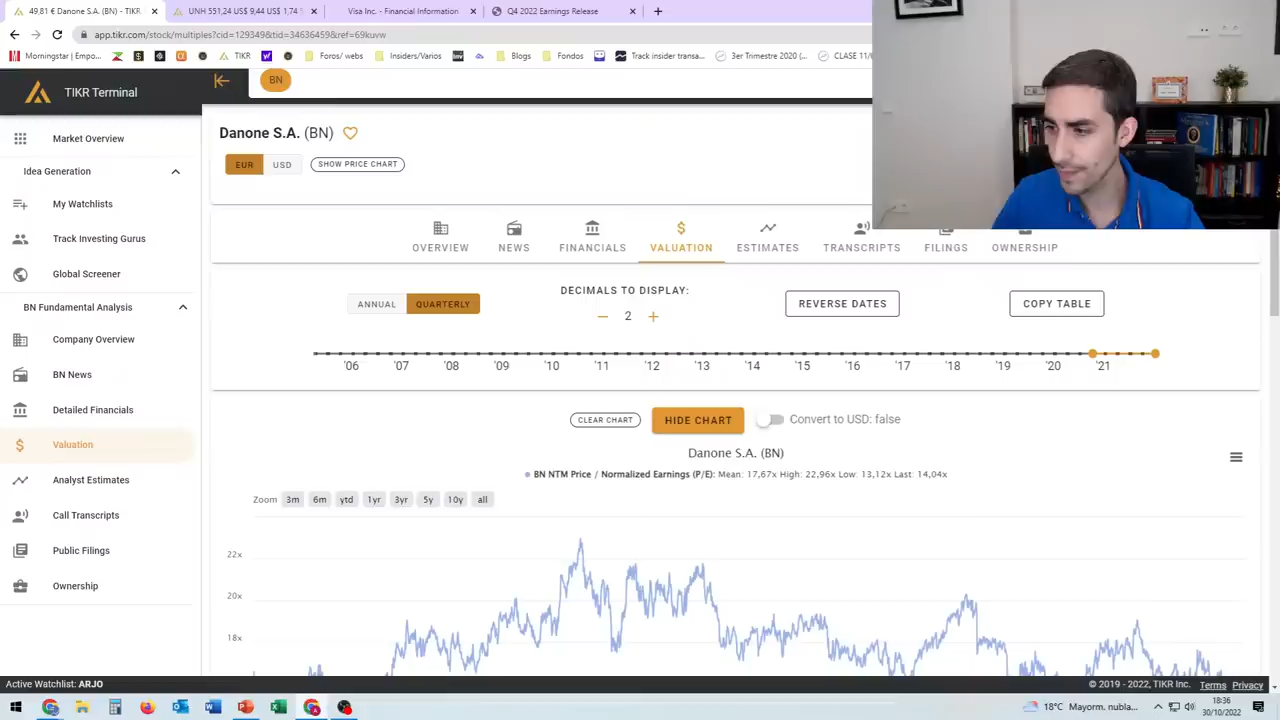 49,81 € Danone S.A. (BN) - TIKR
UNH 551,24 US$ 9,44 US$ 1,74
Visa Inc. - Financial Information
Q4 2022 Earnings Release
app.tikr.com/stock/multiples?cid=129349&tid=34636459&ref=69kuvw
Morningstar | Empo...
TIKR
Foros/ webs
Insiders/Varios
Blogs
Fondos
Track insider transa...
3er Trimestre 2020 (...
CLASE 11/
TIKR Terminal
BN
Market Overview
Idea Generation
My Watchlists
Track Investing Gurus
Global Screener
BN Fundamental Analysis
Company Overview
BN News
Detailed Financials
Valuation
Analyst Estimates
Call Transcripts
Public Filings
Ownership
Danone S.A. (BN)
EUR
USD
SHOW PRICE CHART
OVERVIEW
NEWS
FINANCIALS
VALUATION
ESTIMATES
TRANSCRIPTS
FILINGS
OWNERSHIP
ANNUAL
QUARTERLY
DECIMALS TO DISPLAY:
2
REVERSE DATES
COPY TABLE
'06 '07 '08 '09 '10 '11 '12 '13 '14 '15 '16 '17 '18 '19 '20 '21
CLEAR CHART
HIDE CHART
Convert to USD: false
Danone S.A. (BN)
BN NTM Price / Normalized Earnings (P/E): Mean: 17,67x High: 22,96x Low: 13,12x Last: 14,04x
Zoom 3m 6m ytd 1yr 3yr 5y 10y all
22x
20x
18x
Active Watchlist: ARJO
© 2019 - 2022, TIKR Inc. Terms Privacy
18°C Mayorm. nubla...
18:36
30/10/2022